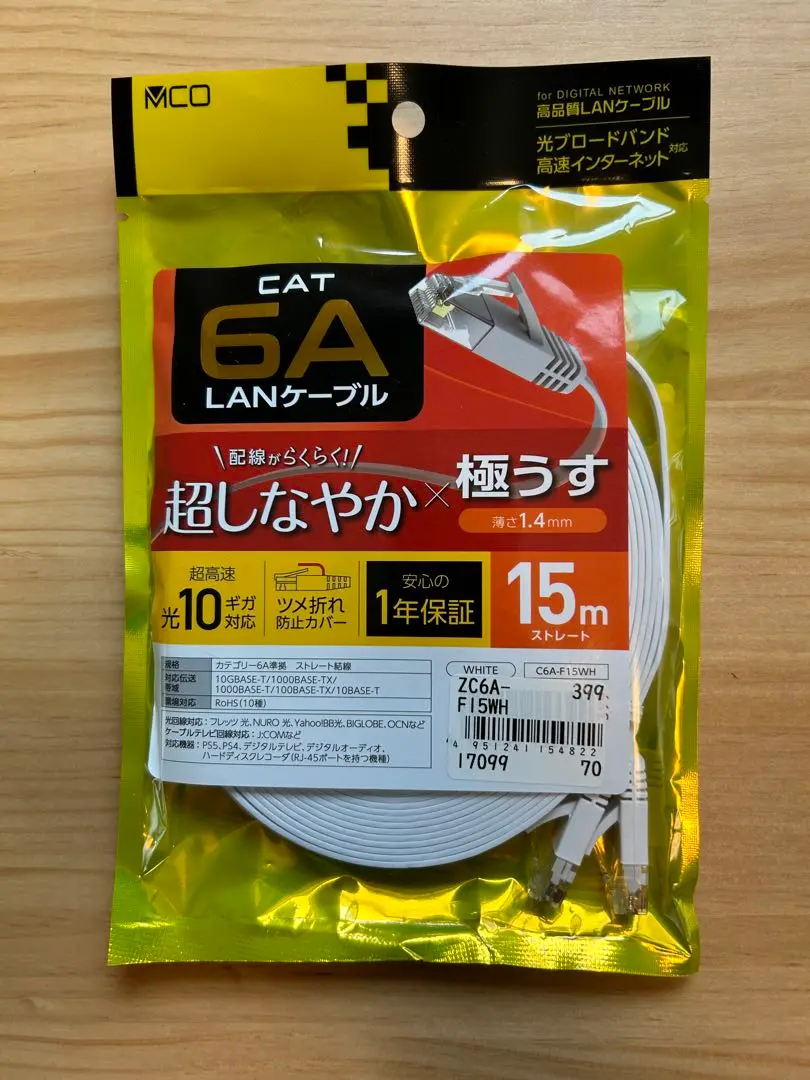 MCO
for DIGITAL NETWORK
高品質LANケーブル
光ブロードバンド
高速インターネット対応
CAT
6A
LANケーブル
配線がらくらく!
超しなやか×極うす
薄さ1.4mm
超高速
光10ギガ対応
ツメ折れ
防止カバー
安心の
1年保証
15m
ストレート
規格 カテゴリー6A準拠 ストレート結線
対応伝送帯域 10GBASE-T/1000BASE-TX/
1000BASE-T/100BASE-TX/10BASE-T
環境対応 RoHS(10種)
光回線対応:フレッツ 光、NURO 光、Yahoo!BB光、BIGLOBE、OCNなど
ケーブルテレビ回線対応:J:COMなど
対応機器:PS5、PS4、デジタルテレビ、デジタルオーディオ、
ハードディスクレコーダ(RJ-45ポートを持つ機種)
WHITE C6A-F15WH
ZC6A- 399
F15WH
4 951241 154822
17099 70